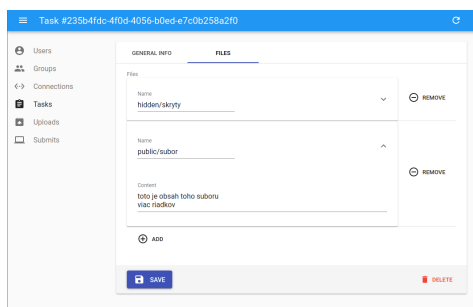 Task #235b4fdc-4f0d-4056-b0ed-e7c0b258a2f0
Users
Groups
Connections
Tasks
Uploads
Submits
GENERAL INFO
FILES
Files
Name
hidden/skryty
REMOVE
Name
public/subor
REMOVE
Content
toto je obsah toho suboru
viac riadkov
ADD
SAVE
DELETE